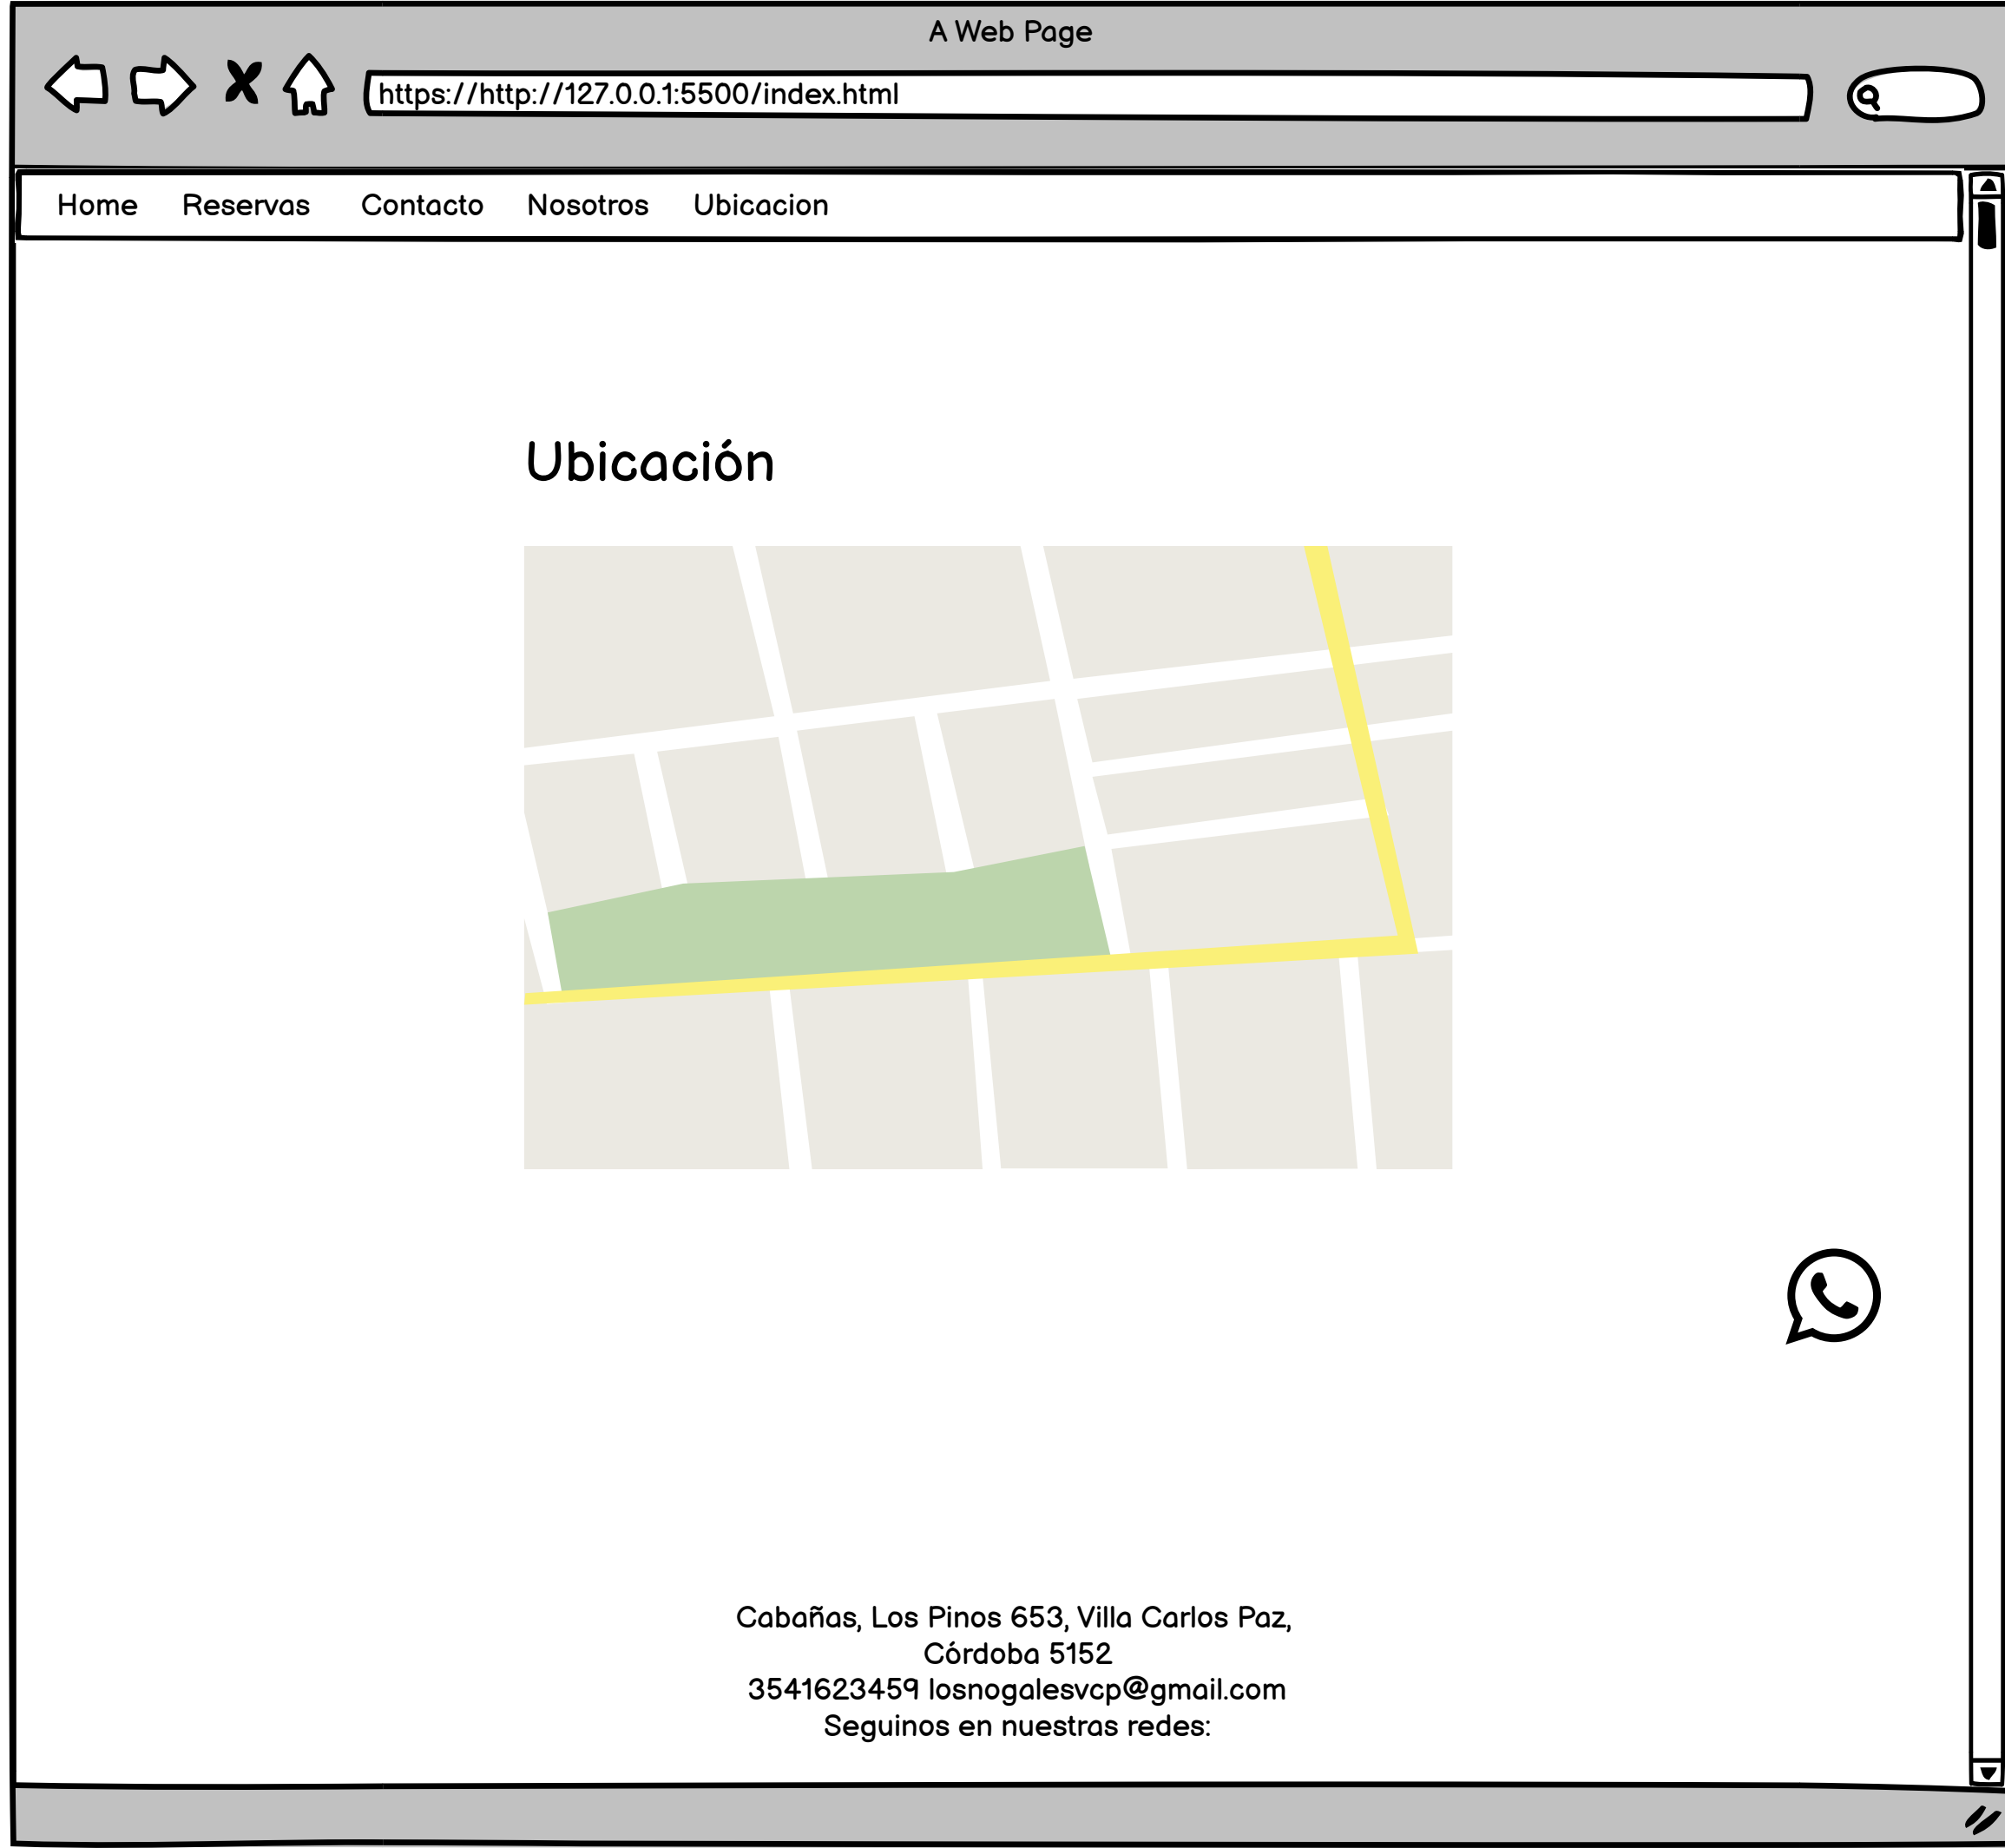 A Web Page
https://http://127.0.0.1:5500/index.html
Home Reservas Contacto Nosotros Ubicacion
Ubicación
Cabañas, Los Pinos 653, Villa Carlos Paz,
Córdoba 5152
3541623459 losnogalesvcp@gmail.com
Seguinos en nuestras redes: